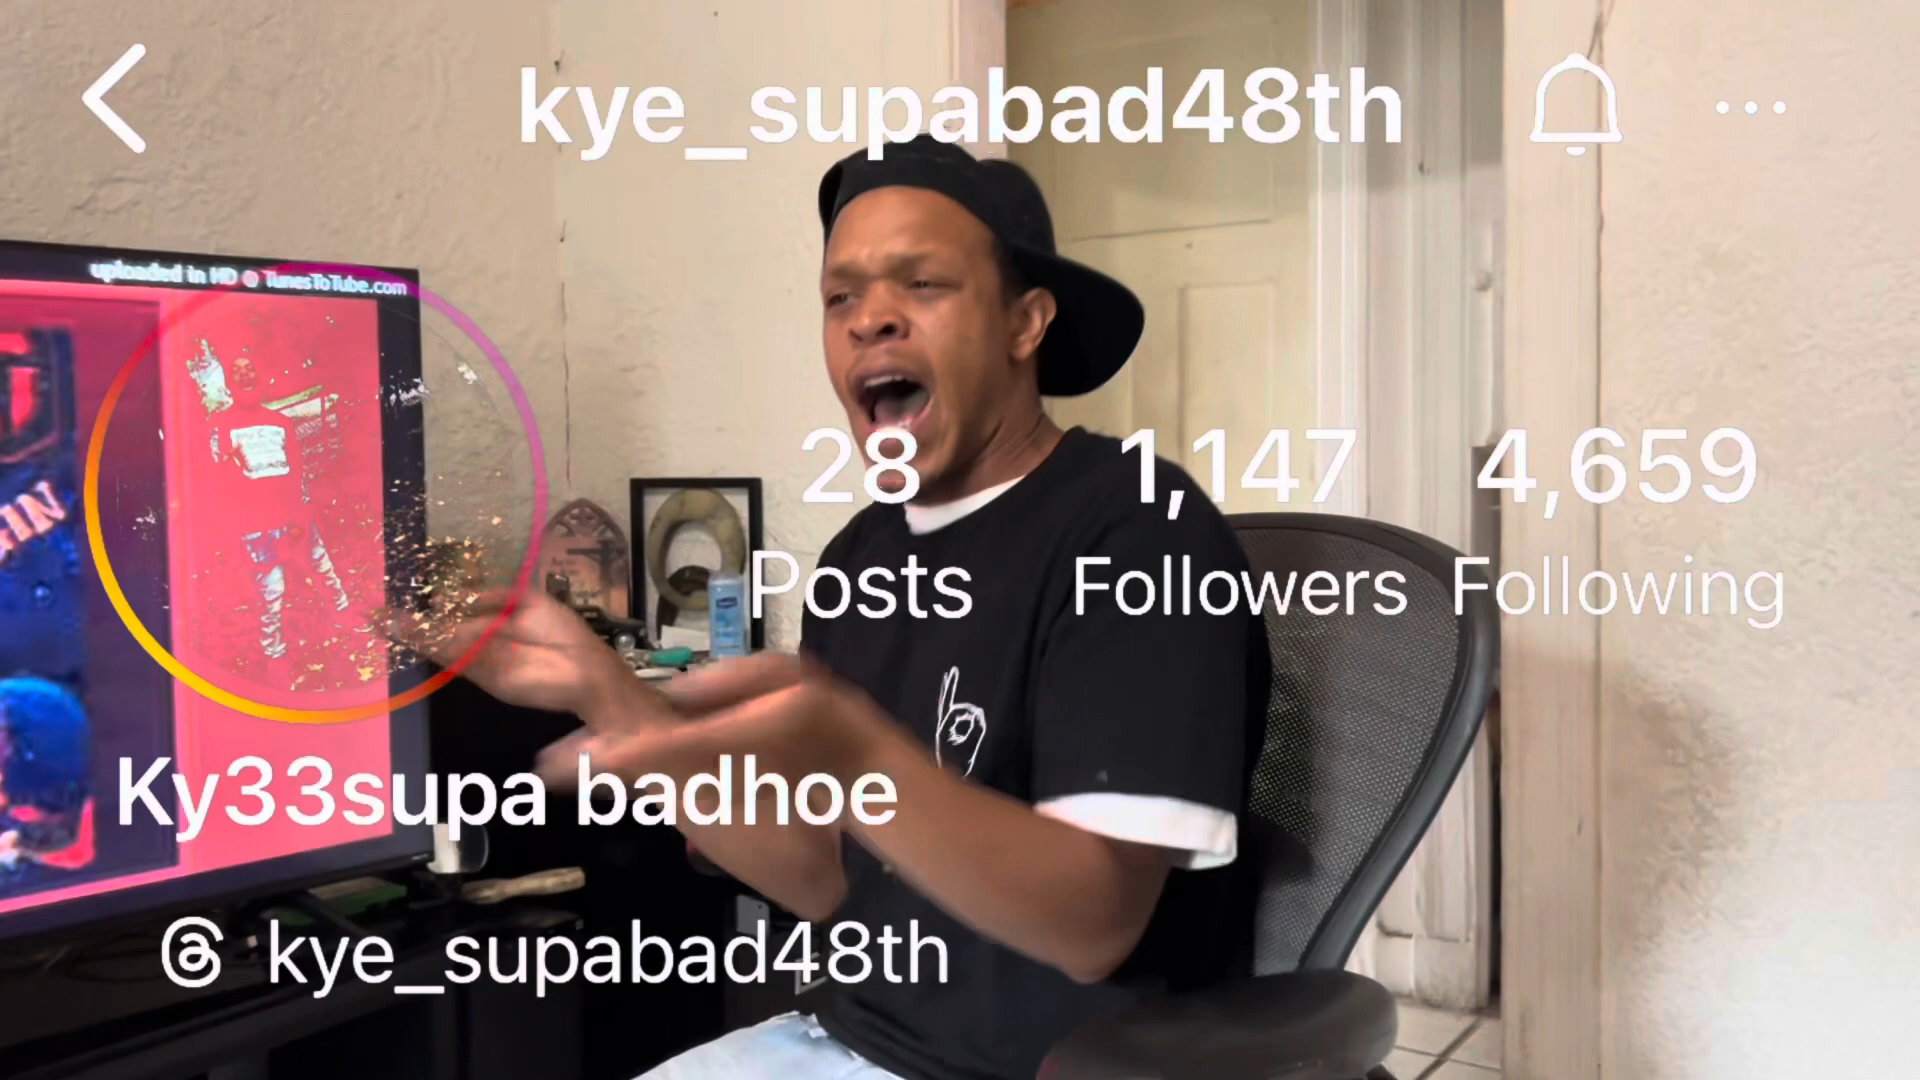 kye_supabad48th
uploaded in HD @ TunesToTube.com
28 1,147 4,659
Posts Followers Following
Ky33supa badhoe
kye_supabad48th